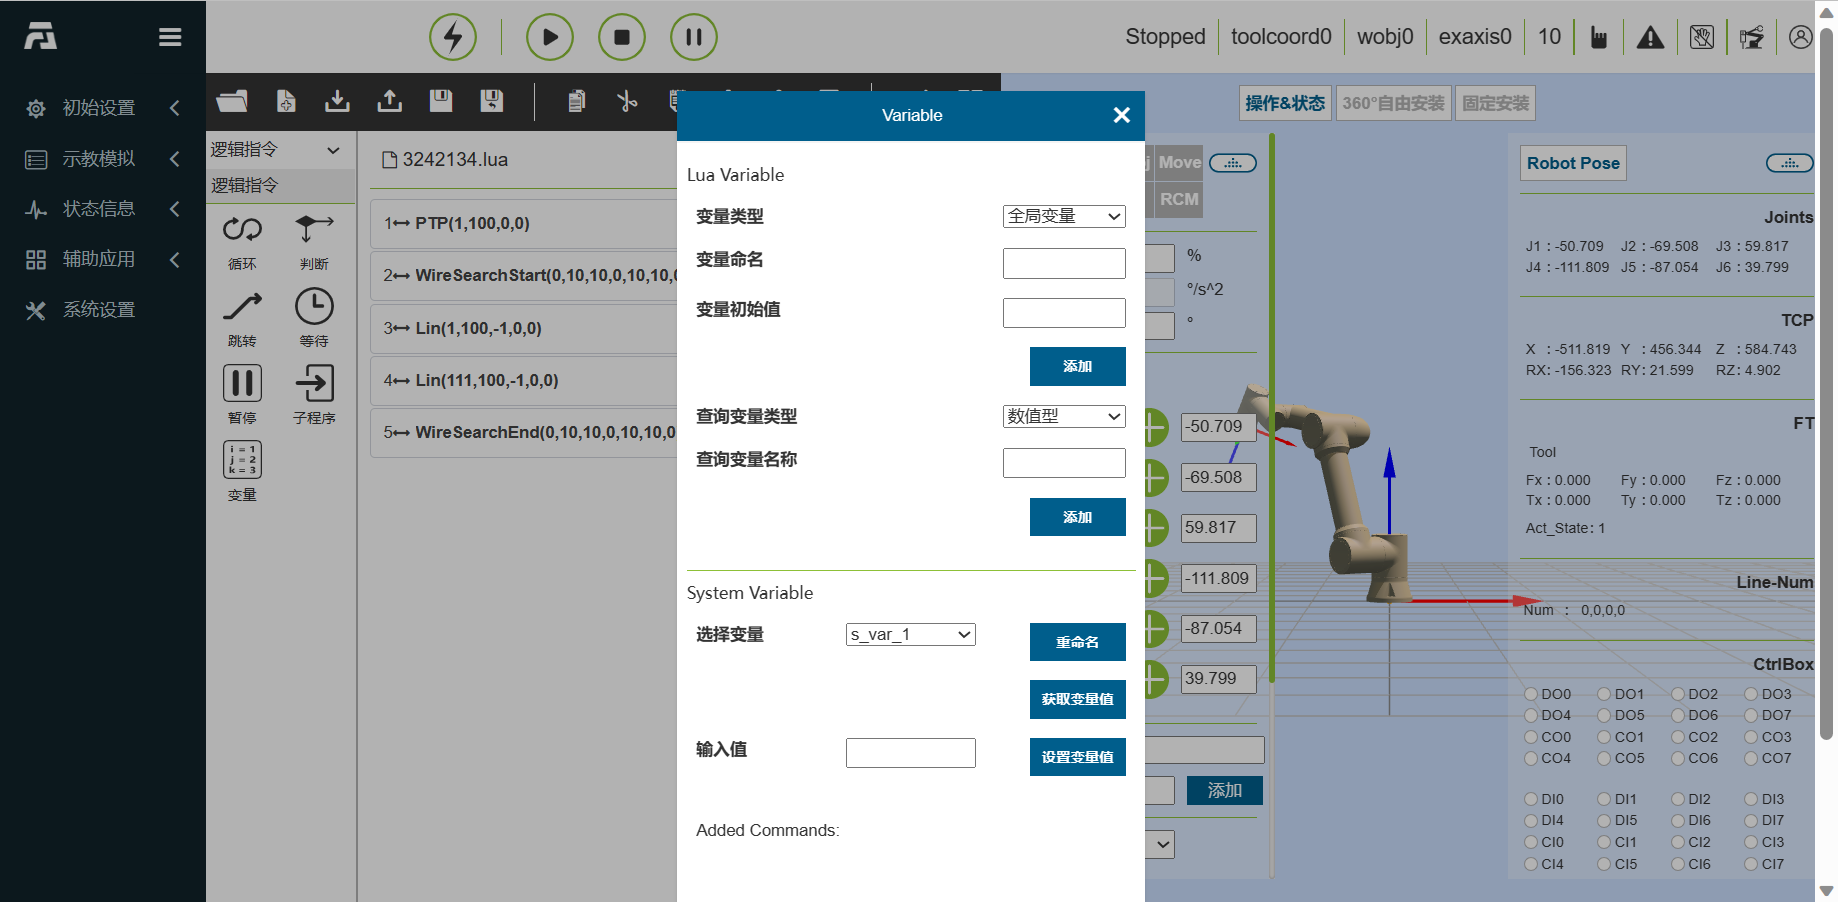 Stopped
toolcoord0
wobj0
exaxis0
10
初始设置
示教模拟
状态信息
辅助应用
系统设置
逻辑指令
逻辑指令
循环
判断
跳转
等待
暂停
子程序
i = 1
j = 2
k = 3
变量
3242134.lua
1 PTP(1,100,0,0)
2 WireSearchStart(0,10,10,0,10,10,0
3 Lin(1,100,-1,0,0)
4 Lin(111,100,-1,0,0)
5 WireSearchEnd(0,10,10,0,10,10,0
Variable
Lua Variable
变量类型
全局变量
变量命名
变量初始值
添加
查询变量类型
数值型
查询变量名称
添加
System Variable
选择变量
s_var_1
重命名
获取变量值
输入值
设置变量值
Added Commands:
操作&状态
360°自由安装
固定安装
j
Move
RCM
%
°/s^2
°
-50.709
-69.508
59.817
-111.809
-87.054
39.799
添加
Robot Pose
Joints
J1 : -50.709 J2 : -69.508 J3 : 59.817
J4 : -111.809 J5 : -87.054 J6 : 39.799
TCP
X : -511.819 Y : 456.344 Z : 584.743
RX: -156.323 RY: 21.599 RZ: 4.902
FT
Tool
Fx : 0.000 Fy : 0.000 Fz : 0.000
Tx : 0.000 Ty : 0.000 Tz : 0.000
Act_State: 1
Line-Num
Num : 0,0,0,0
CtrlBox
DO0 DO1 DO2 DO3
DO4 DO5 DO6 DO7
CO0 CO1 CO2 CO3
CO4 CO5 CO6 CO7
DI0 DI1 DI2 DI3
DI4 DI5 DI6 DI7
CI0 CI1 CI2 CI3
CI4 CI5 CI6 CI7